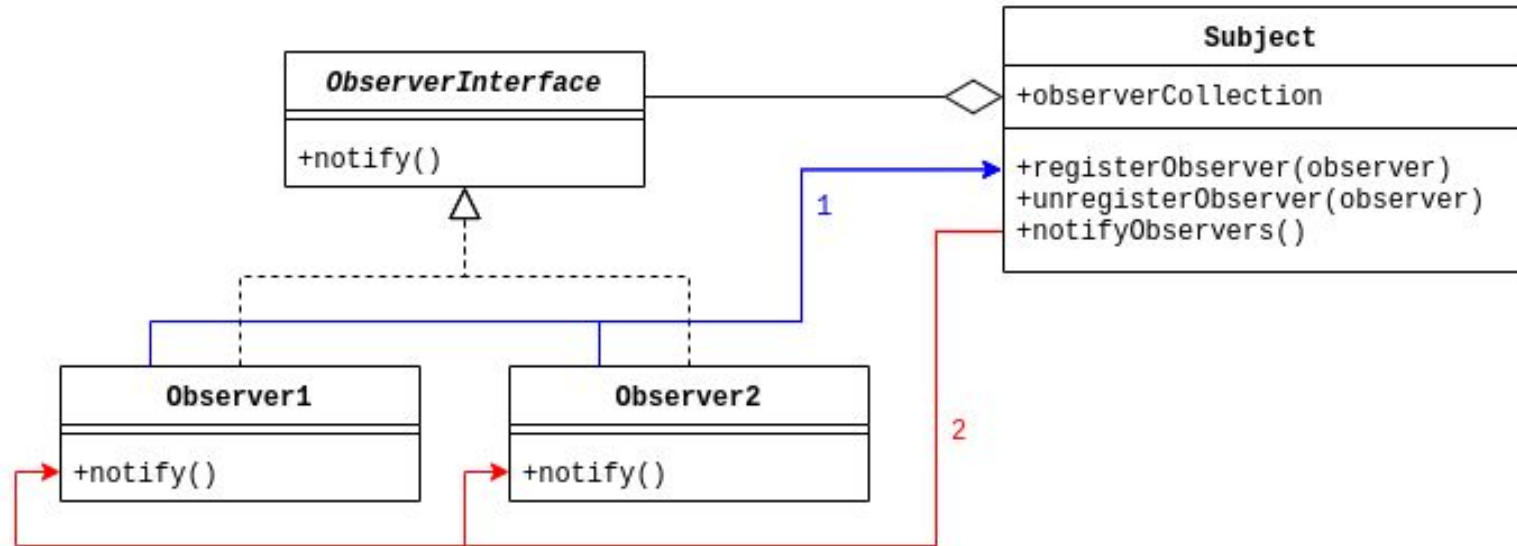 Subject
+observerCollection
+registerObserver(observer)
+unregisterObserver(observer)
+notifyObservers()
ObserverInterface
+notify()
1
2
Observer1
+notify()
Observer2
+notify()